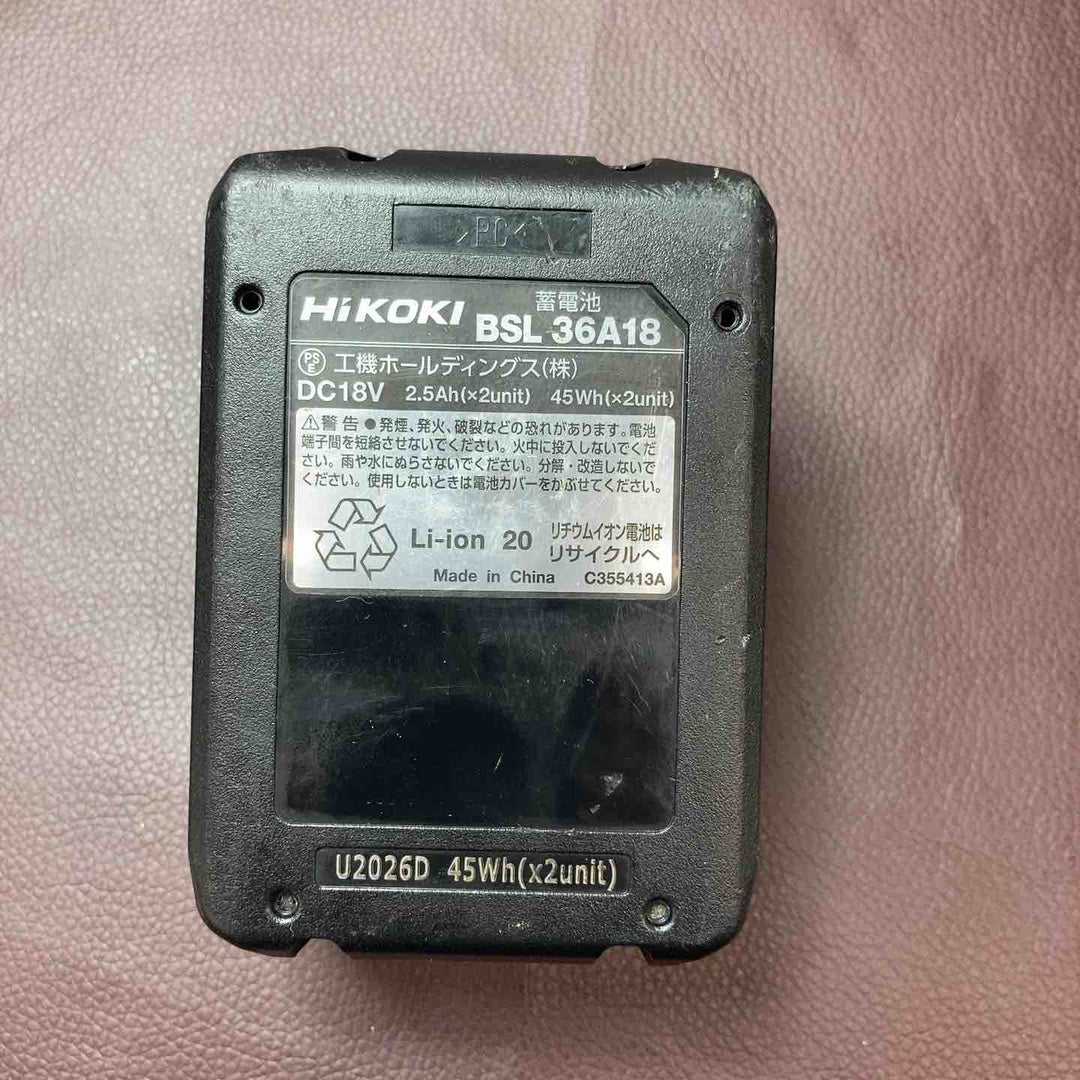 >PC<
HiKOKI 蓄電池
BSL 36A18
PSE 工機ホールディングス(株)
DC18V 2.5Ah(×2unit) 45Wh(×2unit)
⚠警告 ●発煙、発火、破裂などの恐れがあります。電池
端子間を短絡させないでください。火中に投入しないでくだ
さい。雨や水にぬらさないでください。分解・改造しないで
ください。使用しないときは電池カバーをかぶせてください。
Li-ion 20 リチウムイオン電池は
リサイクルへ
Made in China C355413A
U2026D 45Wh(x2unit)